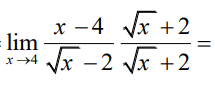 lim x→4 (x − 4)/(√x − 2) (√x + 2)/(√x + 2) =